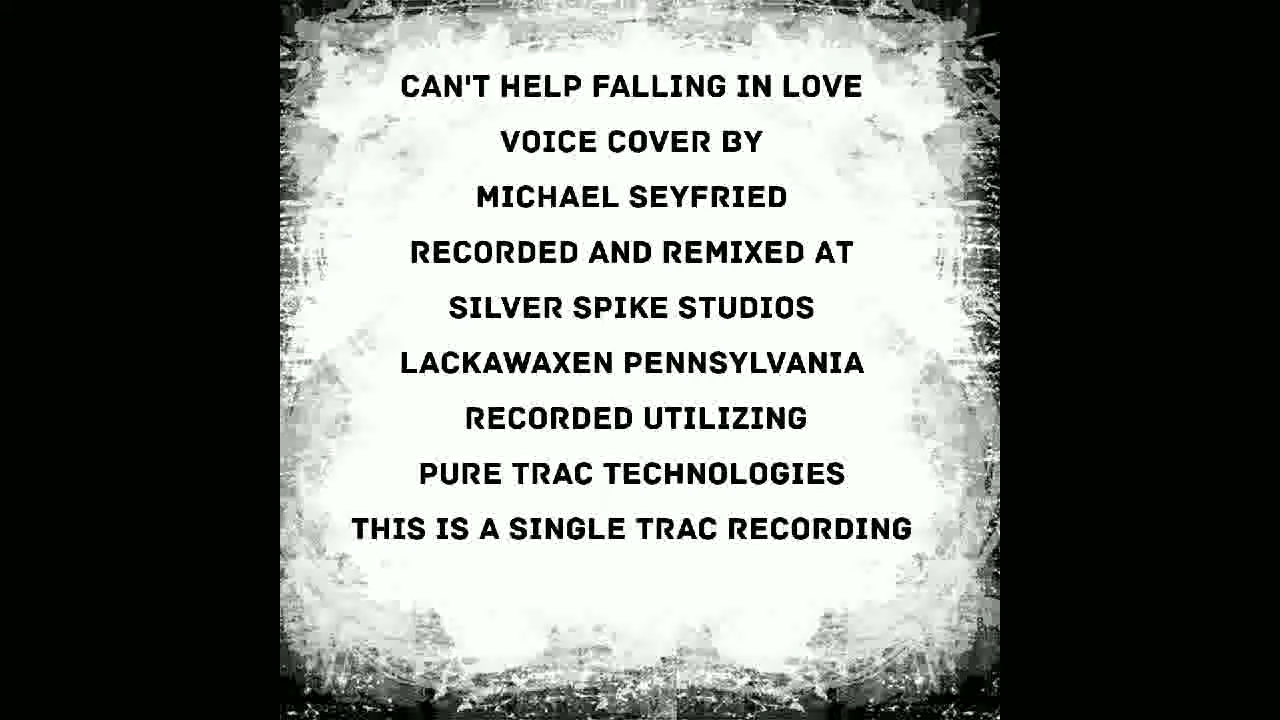 CAN'T HELP FALLING IN LOVE
VOICE COVER BY
MICHAEL SEYFRIED
RECORDED AND REMIXED AT
SILVER SPIKE STUDIOS
LACKAWAXEN PENNSYLVANIA
RECORDED UTILIZING
PURE TRAC TECHNOLOGIES
THIS IS A SINGLE TRAC RECORDING